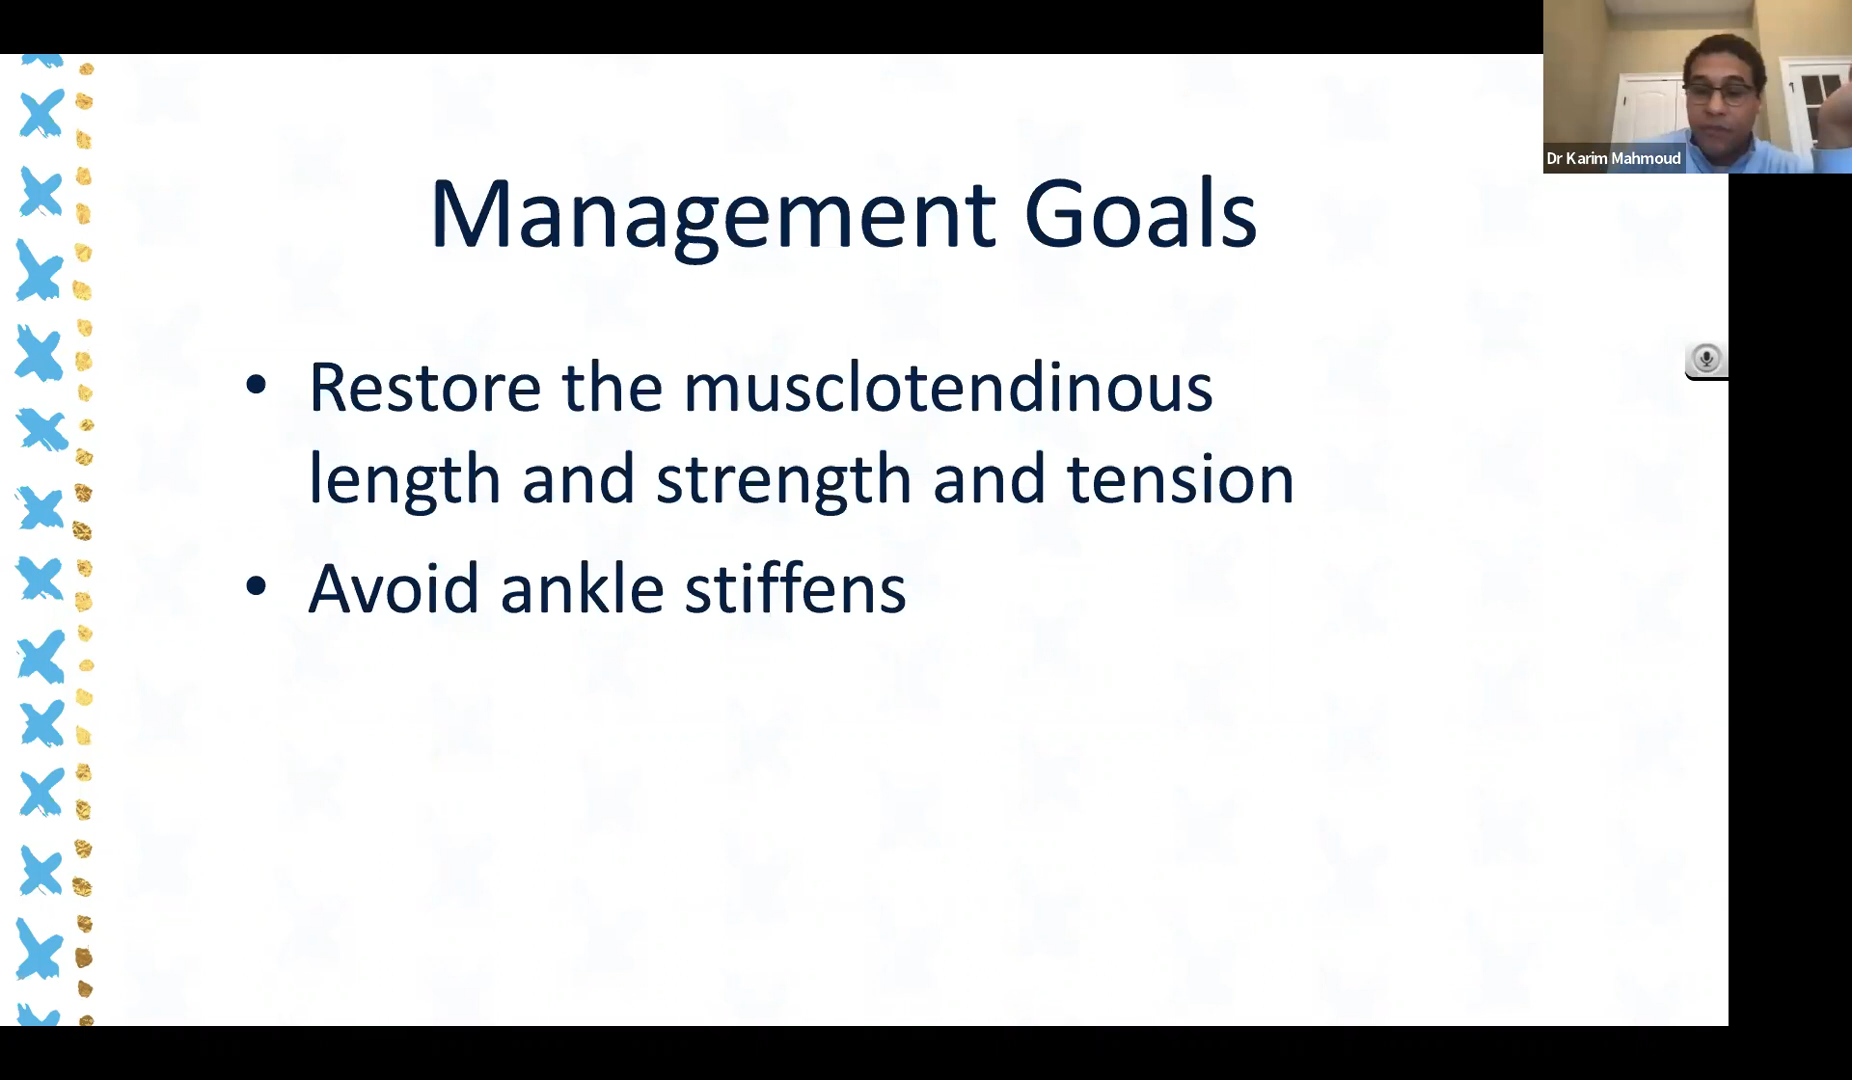 Dr Karim Mahmoud
Management Goals
• Restore the musclotendinous
length and strength and tension
• Avoid ankle stiffens